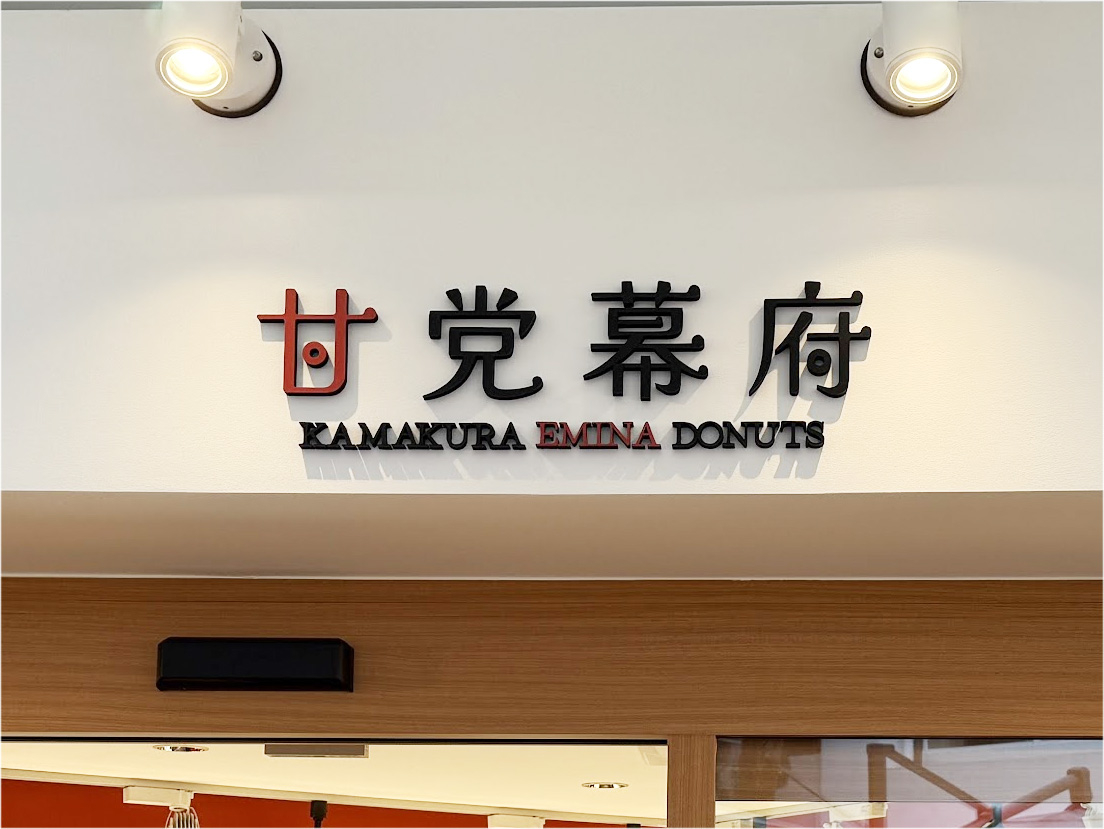 甘党幕府
KAMAKURA EMINA DONUTS